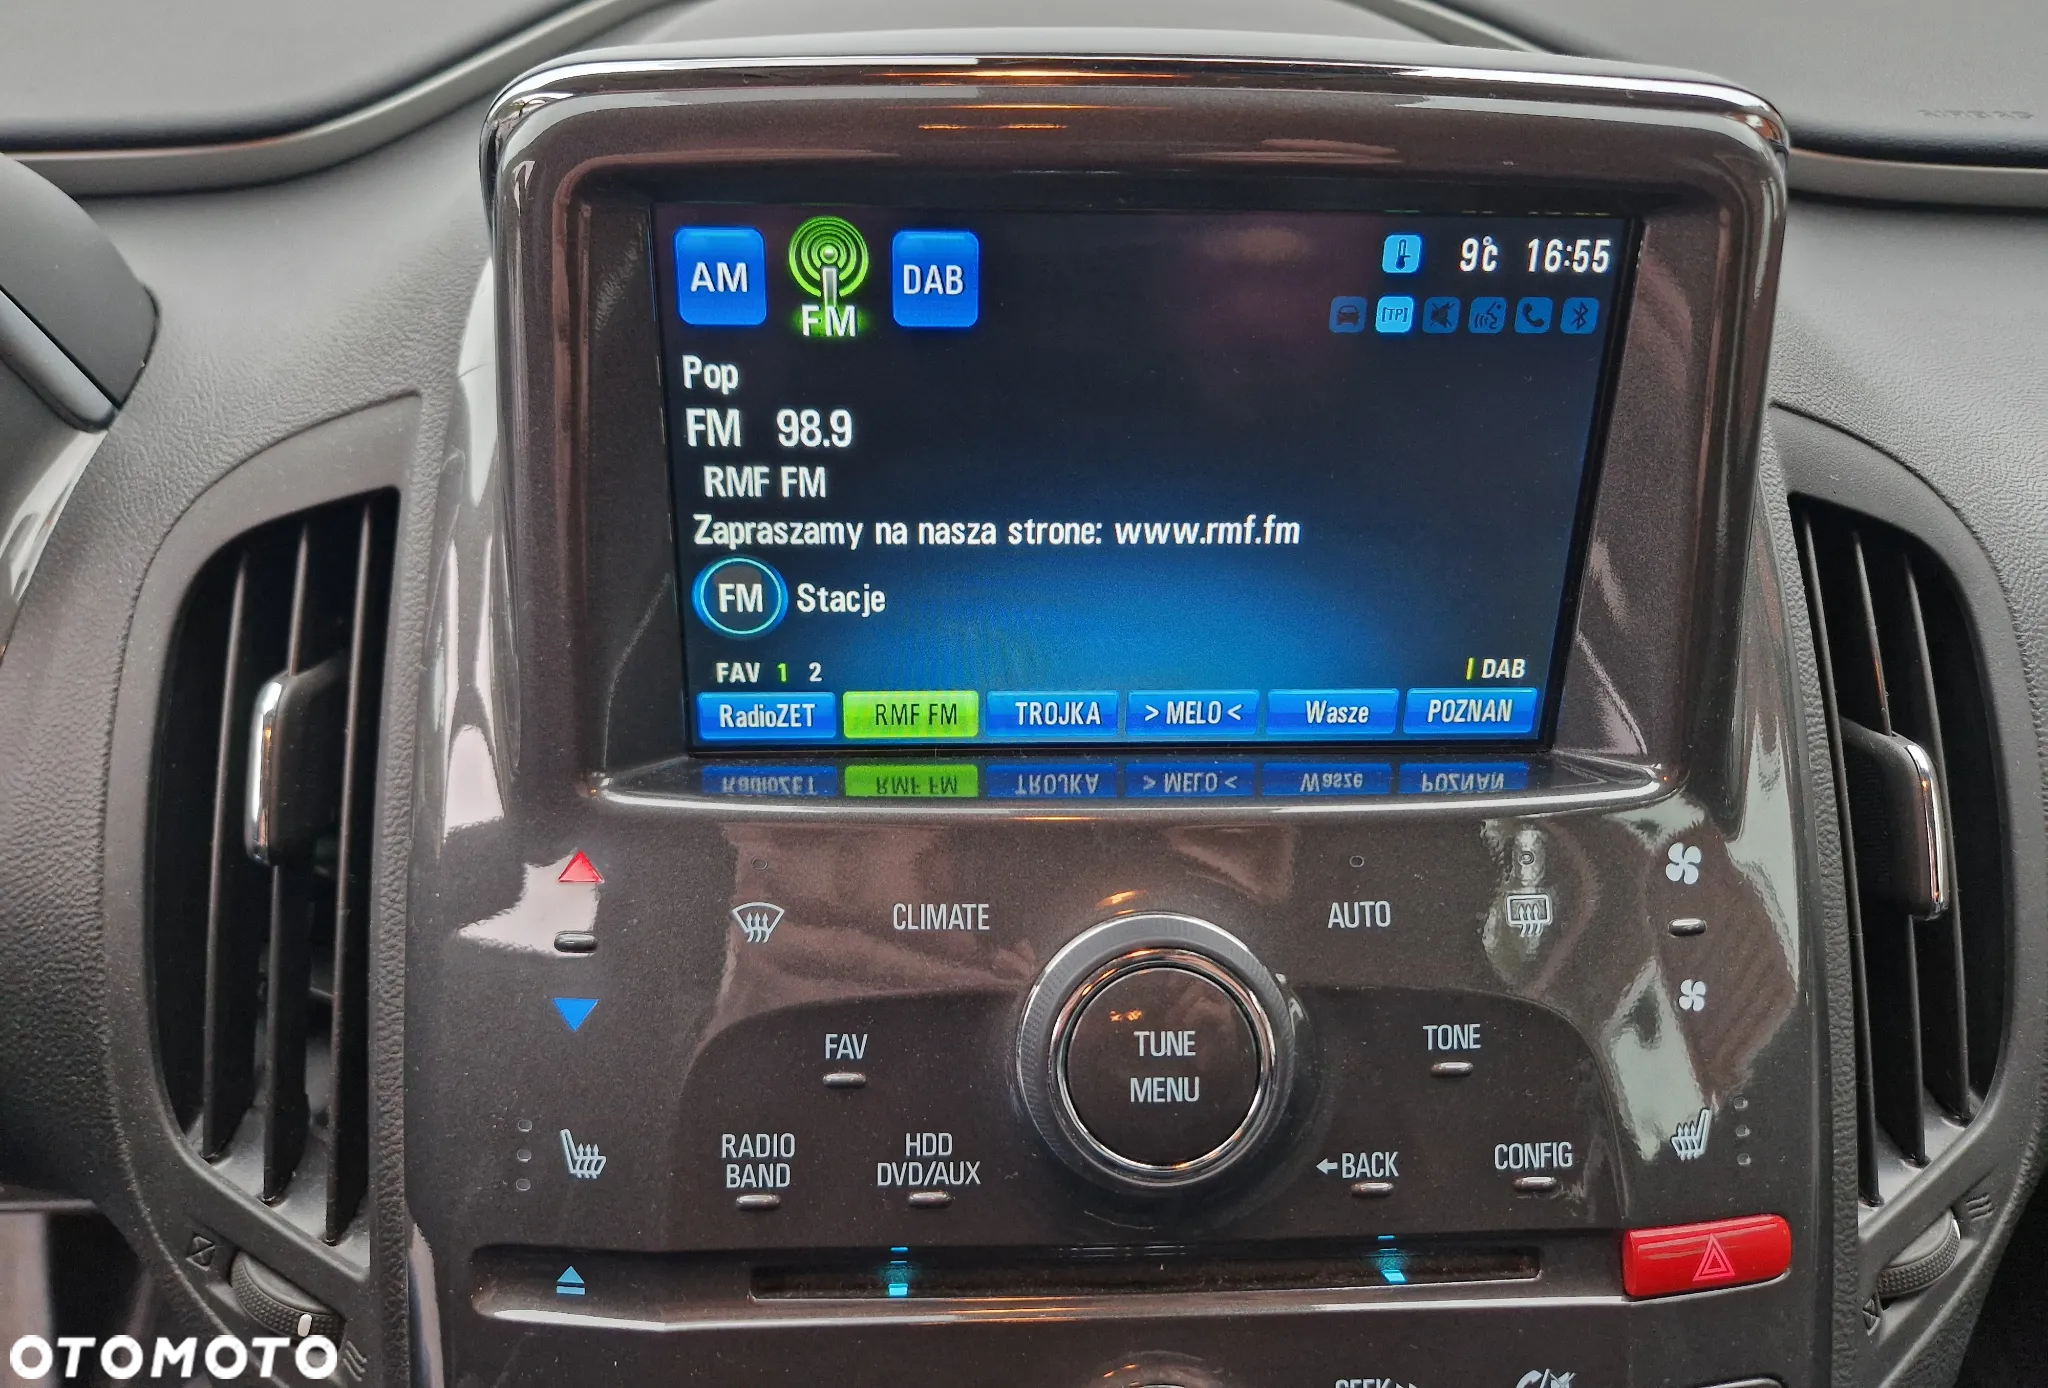 AM FM DAB
9°C 16:55
[TP]
Pop
FM 98.9
RMF FM
Zapraszamy na nasza strone: www.rmf.fm
FM Stacje
FAV 1 2
DAB
RadioZET RMF FM TROJKA > MELO < Wasze POZNAN
CLIMATE
AUTO
FAV
TUNE
MENU
TONE
RADIO
BAND
HDD
DVD/AUX
BACK
CONFIG
SEEK
OTOMOTO